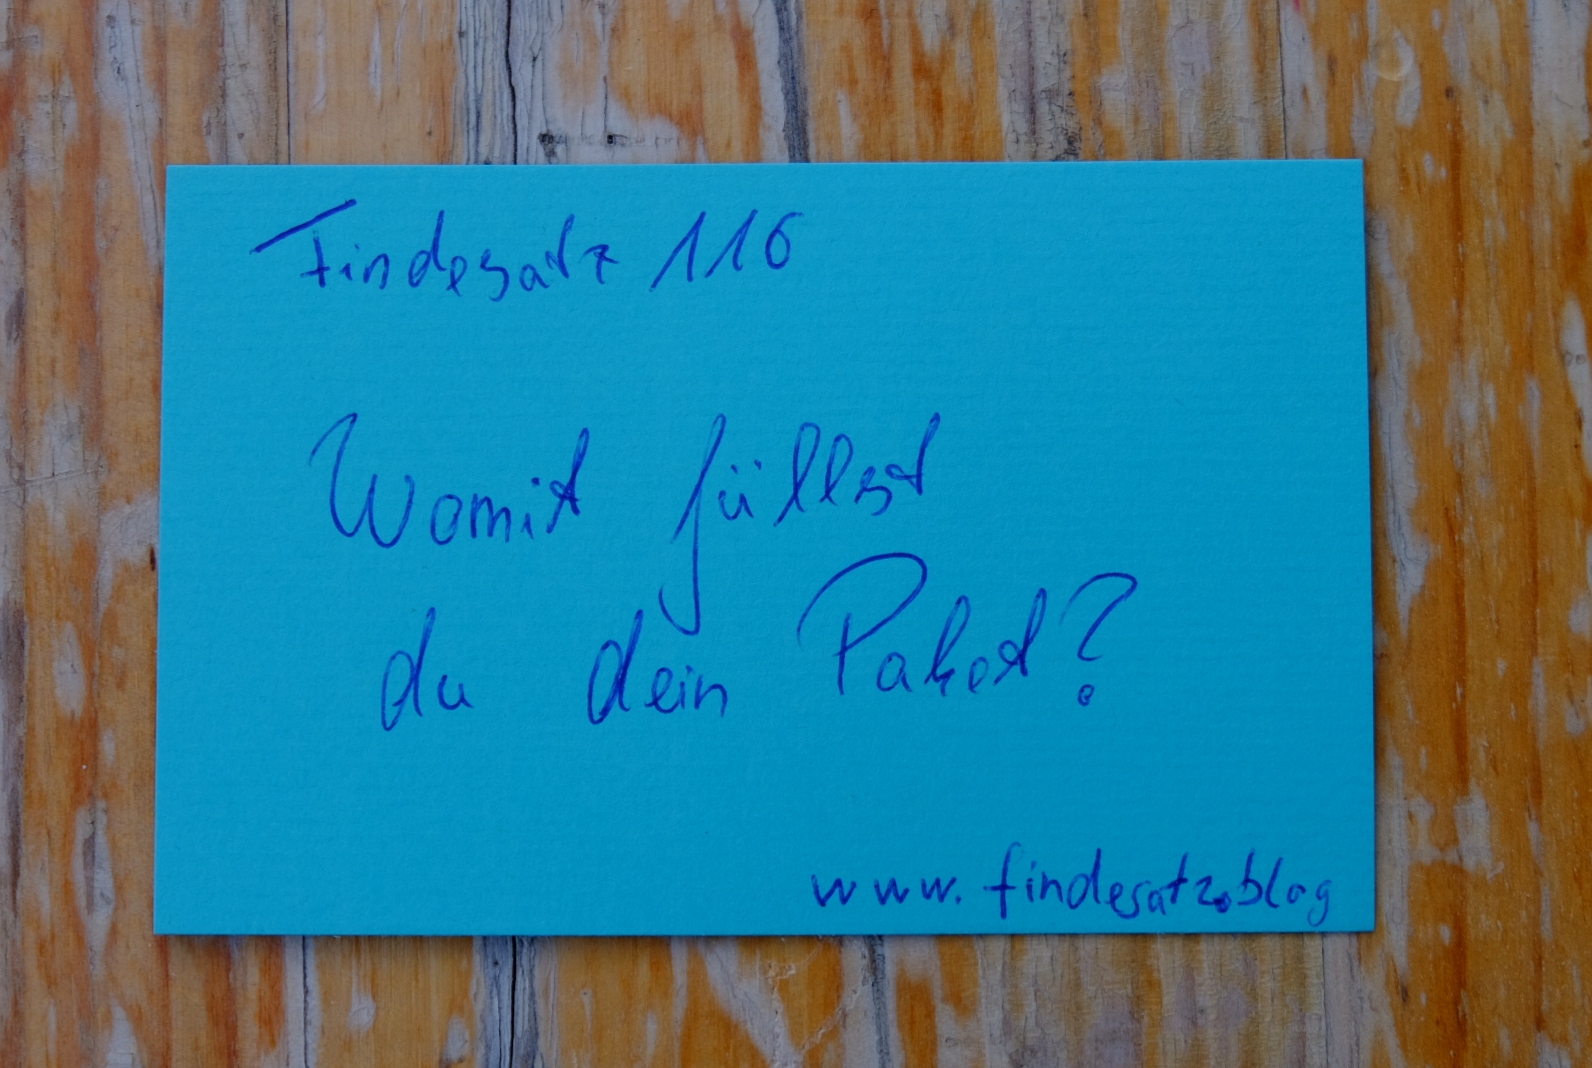 Findesatz 116
Womit füllst
du dein Paket?
www.findesatz.blog